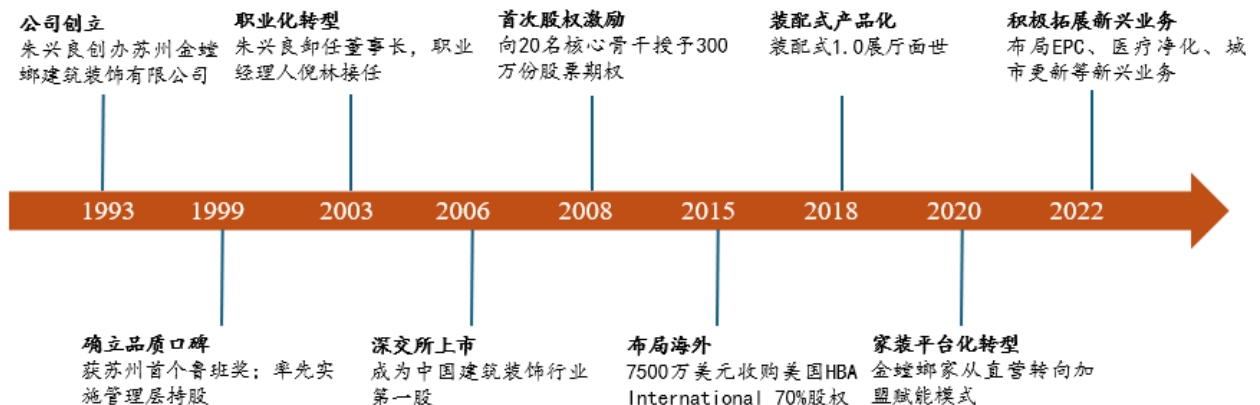 公司创立
朱兴良创办苏州金螳
螂建筑装饰有限公司
职业化转型
朱兴良卸任董事长，职业
经理人倪林接任
首次股权激励
向20名核心骨干授予300
万份股票期权
装配式产品化
装配式1.0展厅面世
积极拓展新兴业务
布局EPC、医疗净化、城
市更新等新兴业务
1993 1999 2003 2006 2008 2015 2018 2020 2022
确立品质口碑
获苏州首个鲁班奖；率先实
施管理层持股
深交所上市
成为中国建筑装饰行业
第一股
布局海外
7500万美元收购美国HBA
International 70%股权
家装平台化转型
金螳螂家从直营转向加
盟赋能模式